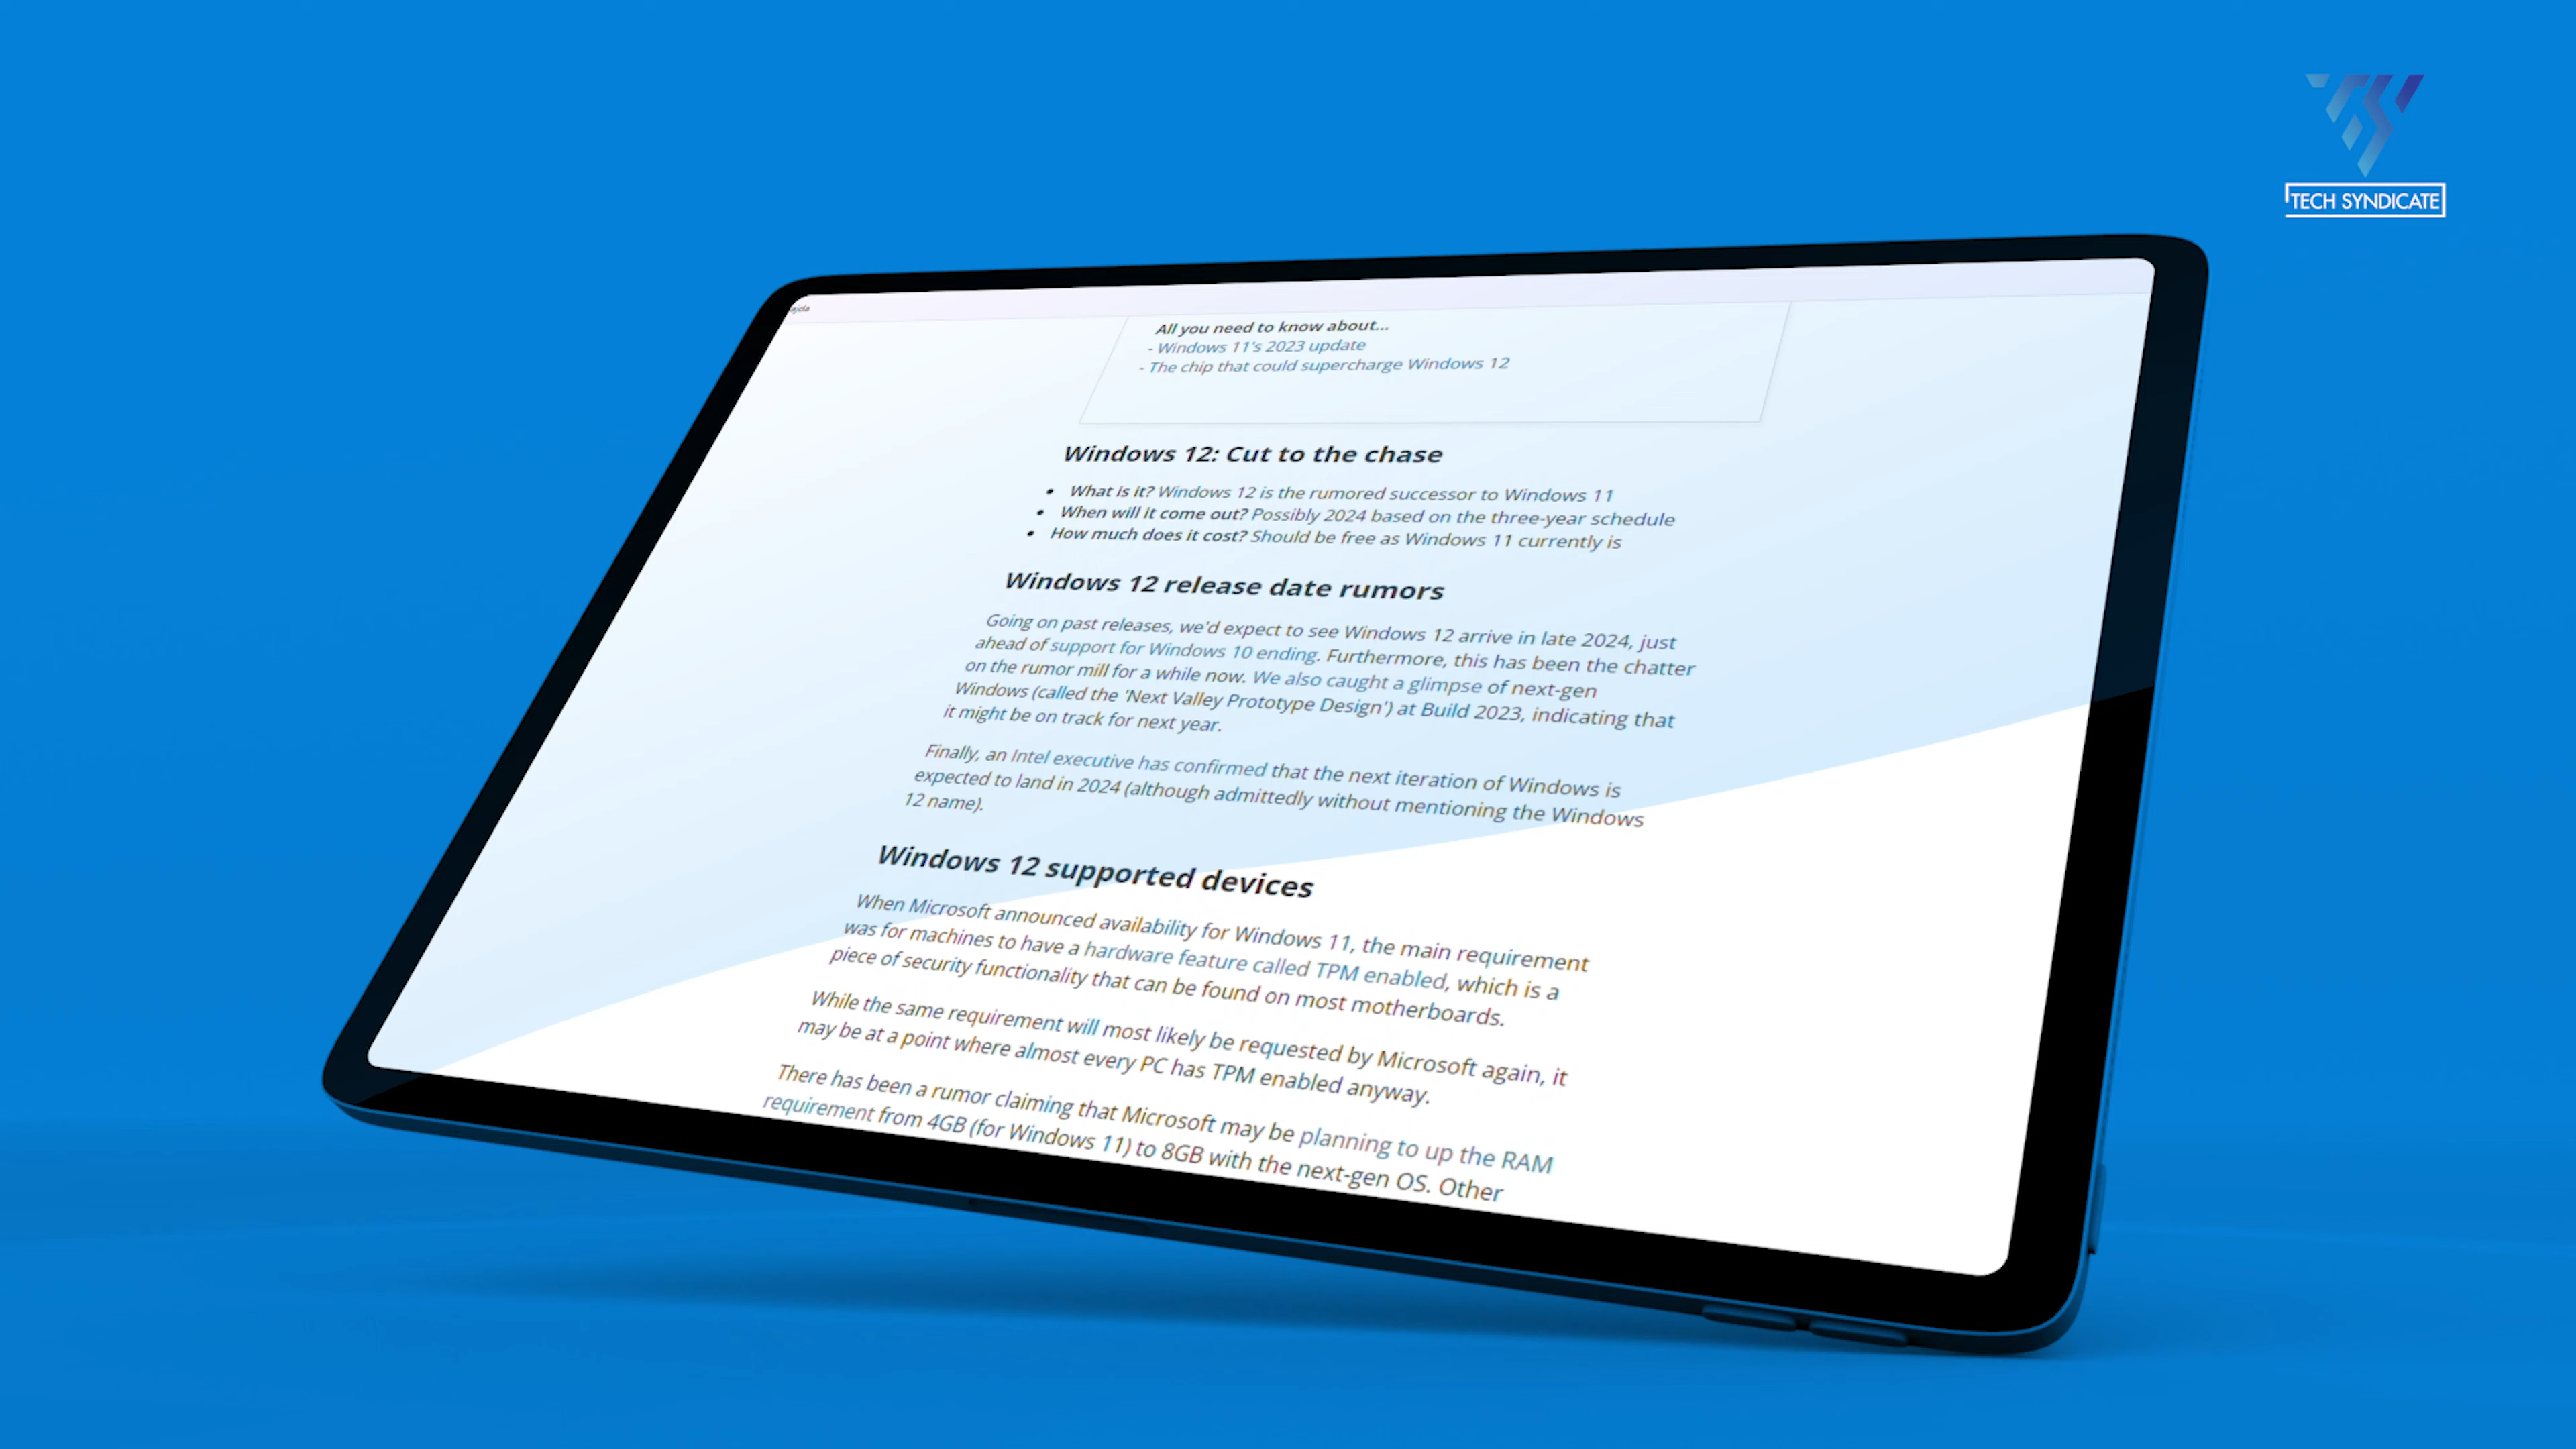 TECH SYNDICATE
All you need to know about...
- Windows 11's 2023 update
- The chip that could supercharge Windows 12
Windows 12: Cut to the chase
• What is it? Windows 12 is the rumored successor to Windows 11
• When will it come out? Possibly 2024 based on the three-year schedule
• How much does it cost? Should be free as Windows 11 currently is
Windows 12 release date rumors
Going on past releases, we'd expect to see Windows 12 arrive in late 2024, just
ahead of support for Windows 10 ending. Furthermore, this has been the chatter
on the rumor mill for a while now. We also caught a glimpse of next-gen
Windows (called the 'Next Valley Prototype Design') at Build 2023, indicating that
it might be on track for next year.
Finally, an Intel executive has confirmed that the next iteration of Windows is
expected to land in 2024 (although admittedly without mentioning the Windows
12 name).
Windows 12 supported devices
When Microsoft announced availability for Windows 11, the main requirement
was for machines to have a hardware feature called TPM enabled, which is a
piece of security functionality that can be found on most motherboards.
While the same requirement will most likely be requested by Microsoft again, it
may be at a point where almost every PC has TPM enabled anyway.
There has been a rumor claiming that Microsoft may be planning to up the RAM
requirement from 4GB (for Windows 11) to 8GB with the next-gen OS. Other